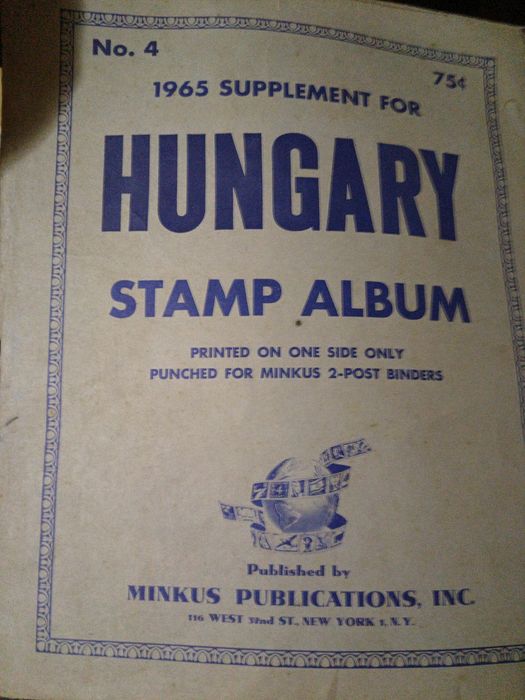 No. 4
75¢
1965 SUPPLEMENT FOR
HUNGARY
STAMP ALBUM
PRINTED ON ONE SIDE ONLY
PUNCHED FOR MINKUS 2-POST BINDERS
Published by
MINKUS PUBLICATIONS, INC.
116 WEST 32nd ST., NEW YORK 1, N.Y.